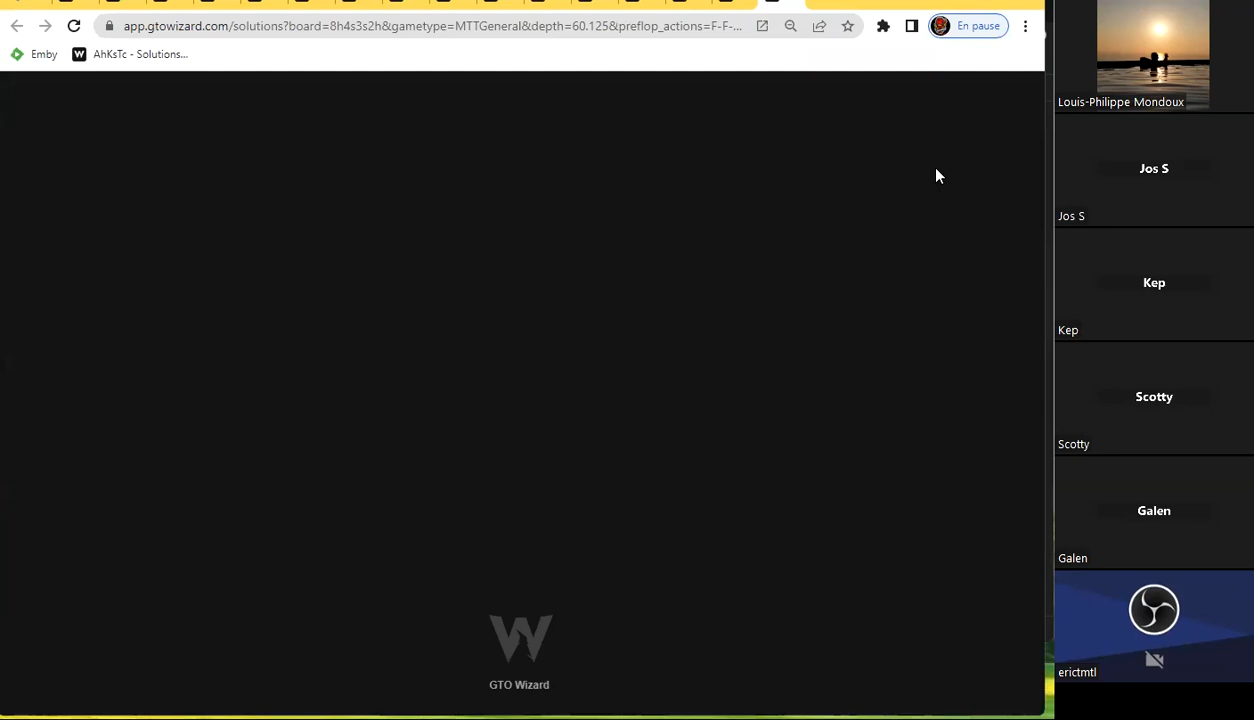 app.gtowizard.com/solutions?board=8h4s3s2h&gametype=MTTGeneral&depth=60.125&preflop_actions=F-F-...
En pause
Emby
AhKsTc - Solutions...
W
GTO Wizard
Louis-Philippe Mondoux
Jos S
Jos S
Kep
Kep
Scotty
Scotty
Galen
Galen
erictmtl